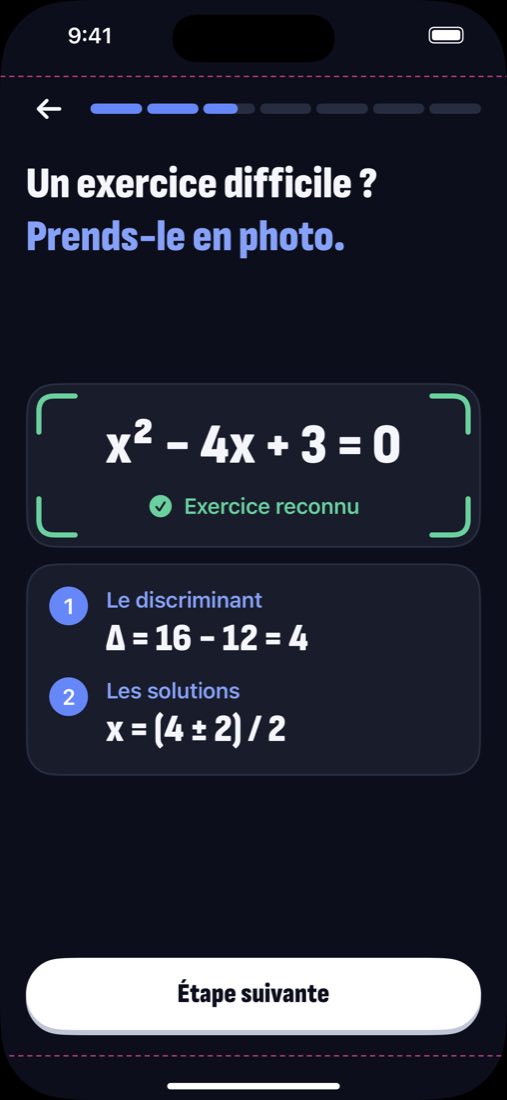 9:41
Un exercice difficile ?
Prends-le en photo.
x² − 4x + 3 = 0
Exercice reconnu
1 Le discriminant
Δ = 16 − 12 = 4
2 Les solutions
x = (4 ± 2) / 2
Étape suivante